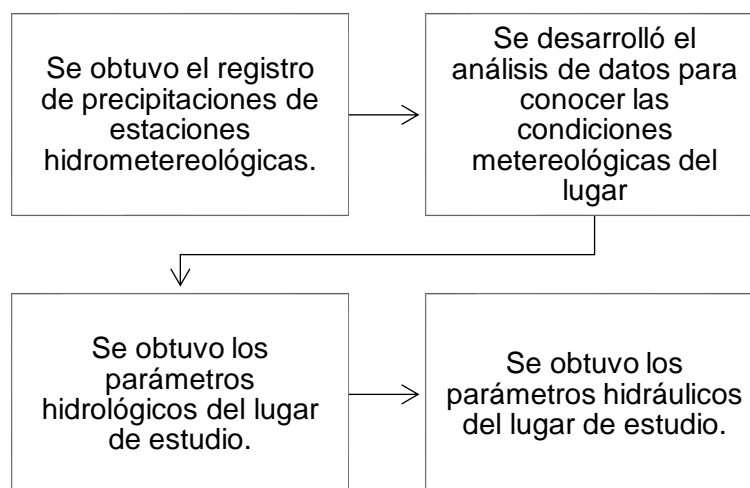 Se obtuvo el registro
de precipitaciones de
estaciones
hidrometereológicas.
Se desarrolló el
análisis de datos para
conocer las
condiciones
metereológicas del
lugar
Se obtuvo los
parámetros
hidrológicos del lugar
de estudio.
Se obtuvo los
parámetros hidráulicos
del lugar de estudio.